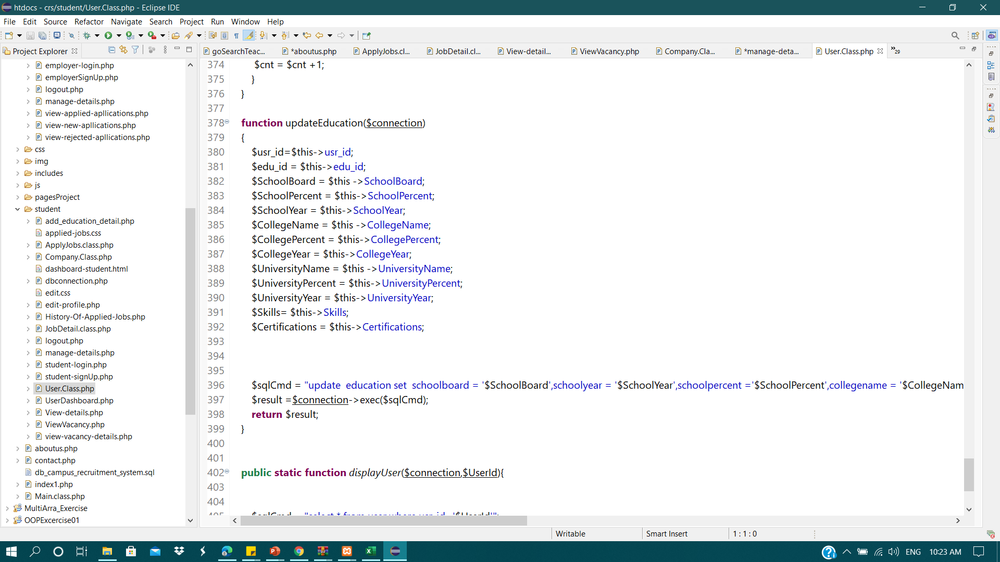 htdocs - crs/student/User.Class.php - Eclipse IDE
File Edit Source Refactor Navigate Search Project Run Window Help
Project Explorer
goSearchTeac... *aboutus.php ApplyJobs.cl... JobDetail.cl... View-detail... ViewVacancy.php Company.Cla... *manage-deta... User.Class.php »29
employer-login.php
employerSignUp.php
logout.php
manage-details.php
view-applied-apllications.php
view-new-apllications.php
view-rejected-apllications.php
css
img
includes
js
pagesProject
student
add_education_detail.php
applied-jobs.css
ApplyJobs.class.php
Company.Class.php
dashboard-student.html
dbconnection.php
edit.css
edit-profile.php
History-Of-Applied-Jobs.php
JobDetail.class.php
logout.php
manage-details.php
student-login.php
student-signUp.php
User.Class.php
UserDashboard.php
View-details.php
ViewVacancy.php
view-vacancy-details.php
aboutus.php
contact.php
db_campus_recruitment_system.sql
index1.php
Main.class.php
MultiArra_Exercise
OOPExcercise01
374 $cnt = $cnt +1;
375 }
376 }
377
378 function updateEducation($connection)
379 {
380 $usr_id=$this->usr_id;
381 $edu_id = $this->edu_id;
382 $SchoolBoard = $this ->SchoolBoard;
383 $SchoolPercent = $this->SchoolPercent;
384 $SchoolYear = $this->SchoolYear;
385 $CollegeName = $this ->CollegeName;
386 $CollegePercent = $this->CollegePercent;
387 $CollegeYear = $this->CollegeYear;
388 $UniversityName = $this ->UniversityName;
389 $UniversityPercent = $this->UniversityPercent;
390 $UniversityYear = $this->UniversityYear;
391 $Skills= $this->Skills;
392 $Certifications = $this->Certifications;
393
394
395
396 $sqlCmd = "update  education set  schoolboard = '$SchoolBoard',schoolyear = '$SchoolYear',schoolpercent ='$SchoolPercent',collegename = '$CollegeNam
397 $result =$connection->exec($sqlCmd);
398 return $result;
399 }
400
401
402 public static function displayUser($connection,$UserId){
403
404
405 $sqlCmd = "select * from user where usr_id= '$UserId'";
Writable Smart Insert 1 : 1 : 0
ENG 10:23 AM